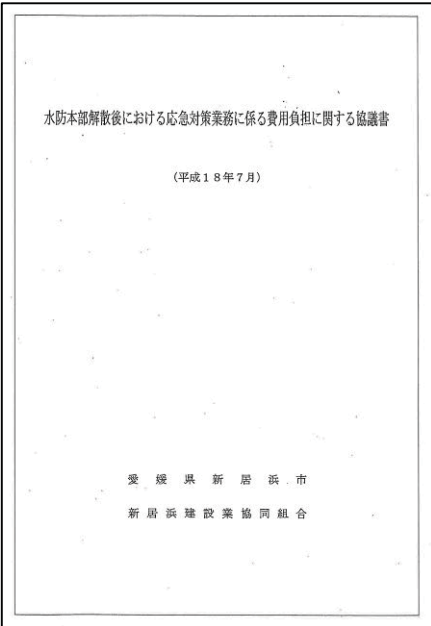 水防本部解散後における応急対策業務に係る費用負担に関する協議書
（平成１８年７月）
愛媛県新居浜市
新居浜建設業協同組合